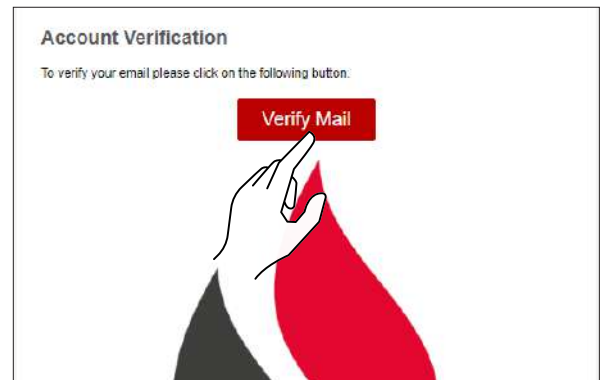 Account Verification
To verify your email please click on the following button.
Verify Mail